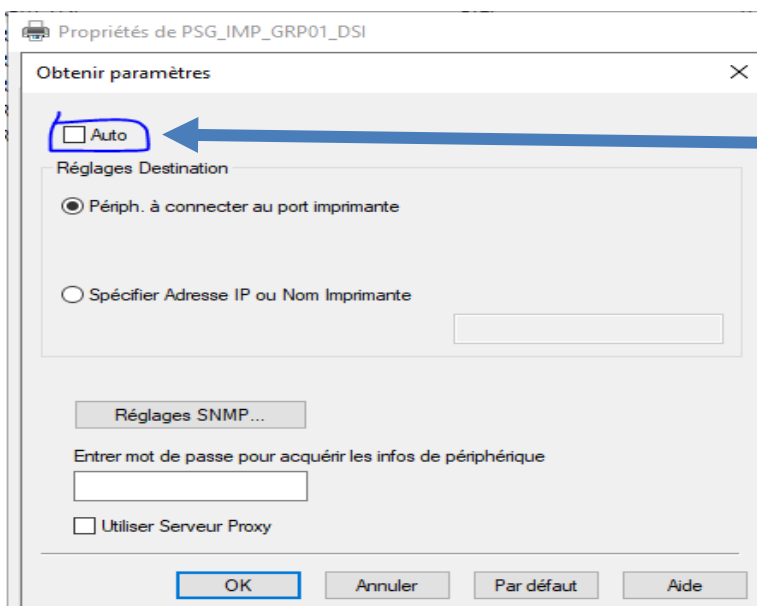 Propriétés de PSG_IMP_GRP01_DSI
Obtenir paramètres
Auto
Réglages Destination
Périph. à connecter au port imprimante
Spécifier Adresse IP ou Nom Imprimante
Réglages SNMP...
Entrer mot de passe pour acquérir les infos de périphérique
Utiliser Serveur Proxy
OK Annuler Par défaut Aide